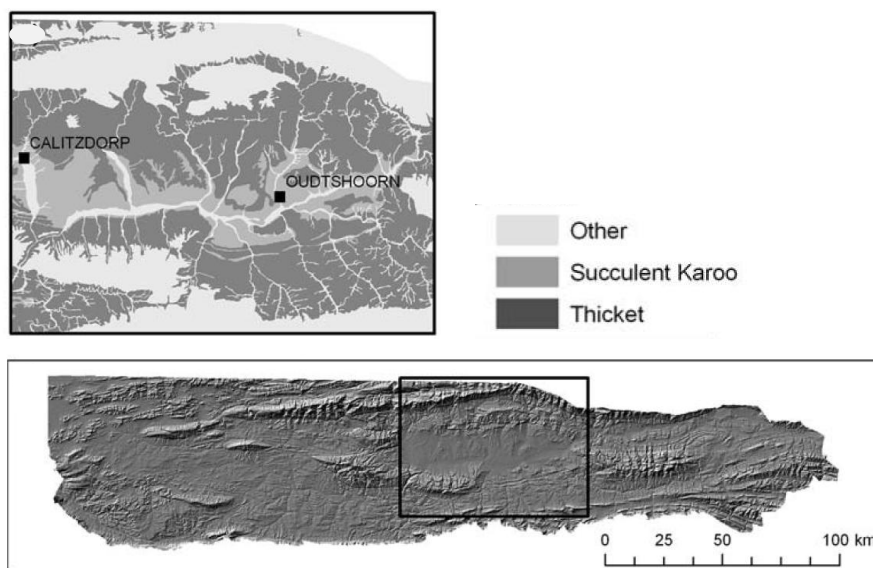 CALITZDORP
OUDTSHOORN
Other
Succulent Karoo
Thicket
0 25 50 100 km